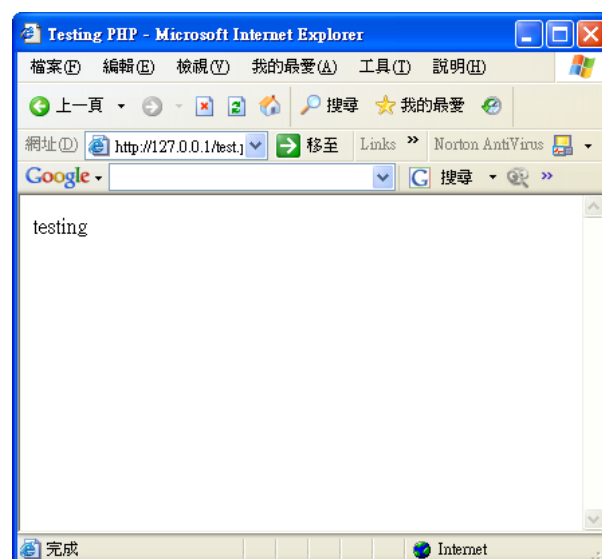 Testing PHP - Microsoft Internet Explorer
檔案(F) 編輯(E) 檢視(V) 我的最愛(A) 工具(T) 說明(H)
上一頁 搜尋 我的最愛
網址(D) http://127.0.0.1/test.p 移至 Links » Norton AntiVirus
Google G 搜尋 »
testing
完成 Internet